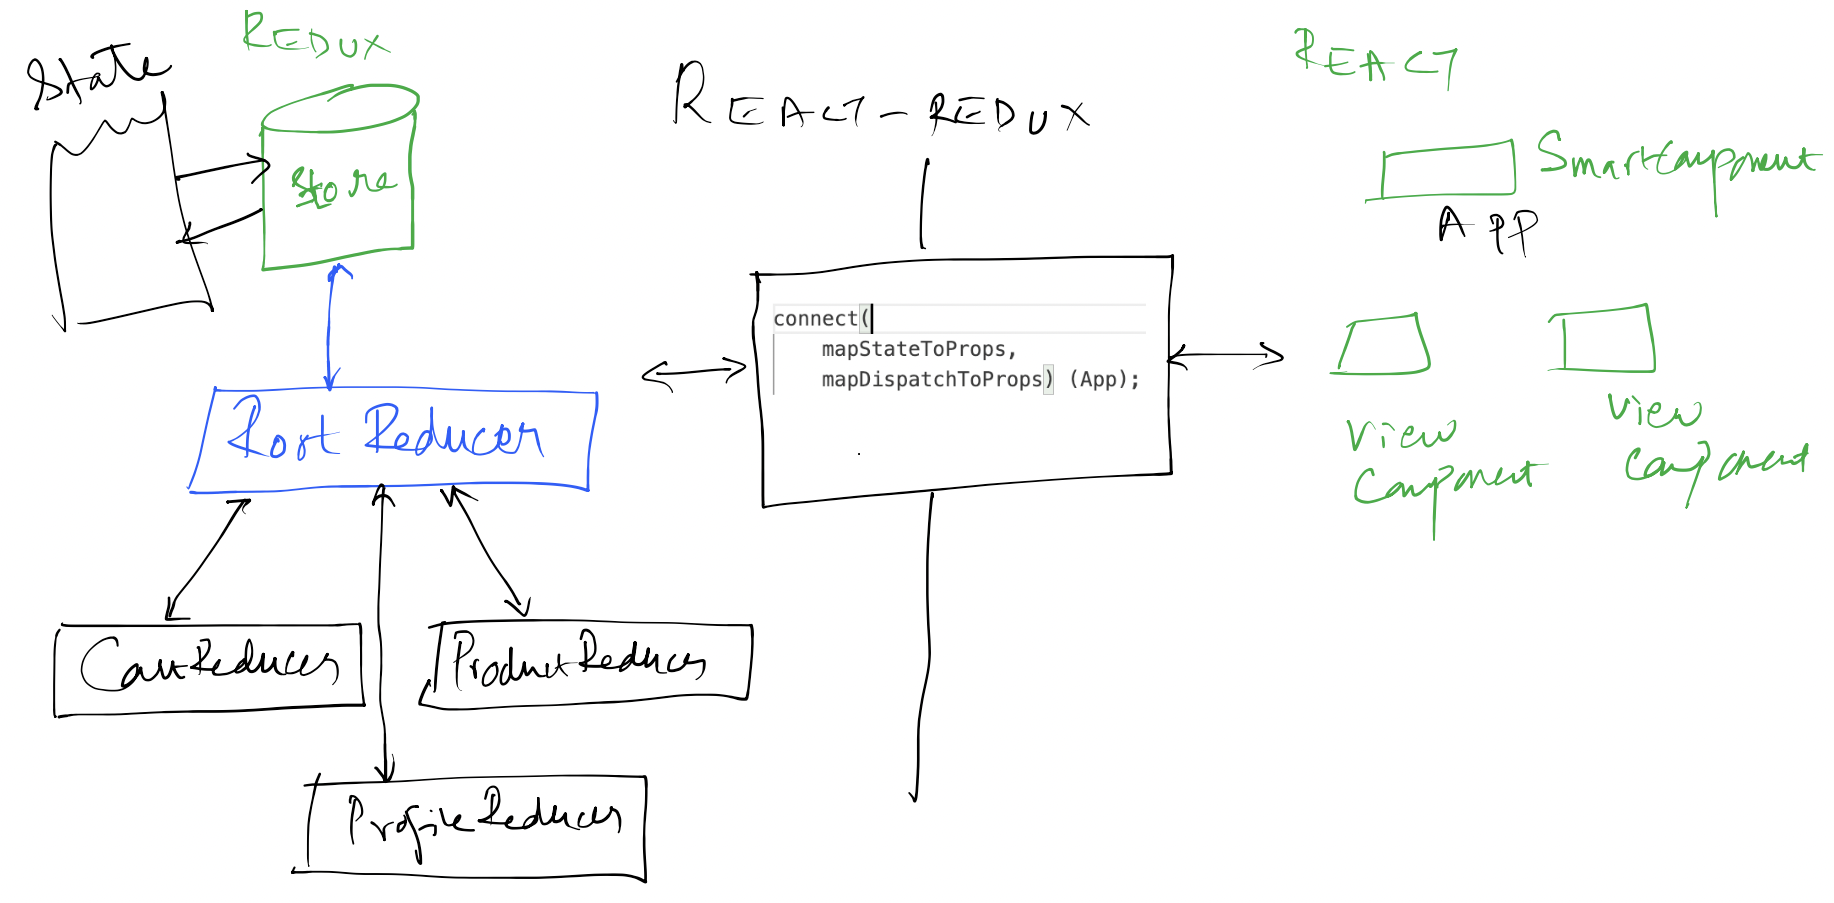 State
REDUX
Store
Root Reducer
CartReducer
ProductReducer
ProfileReducer
REACT-REDUX
connect(
mapStateToProps,
mapDispatchToProps) (App);
REACT
SmartComponent
App
View
Component
View
Component